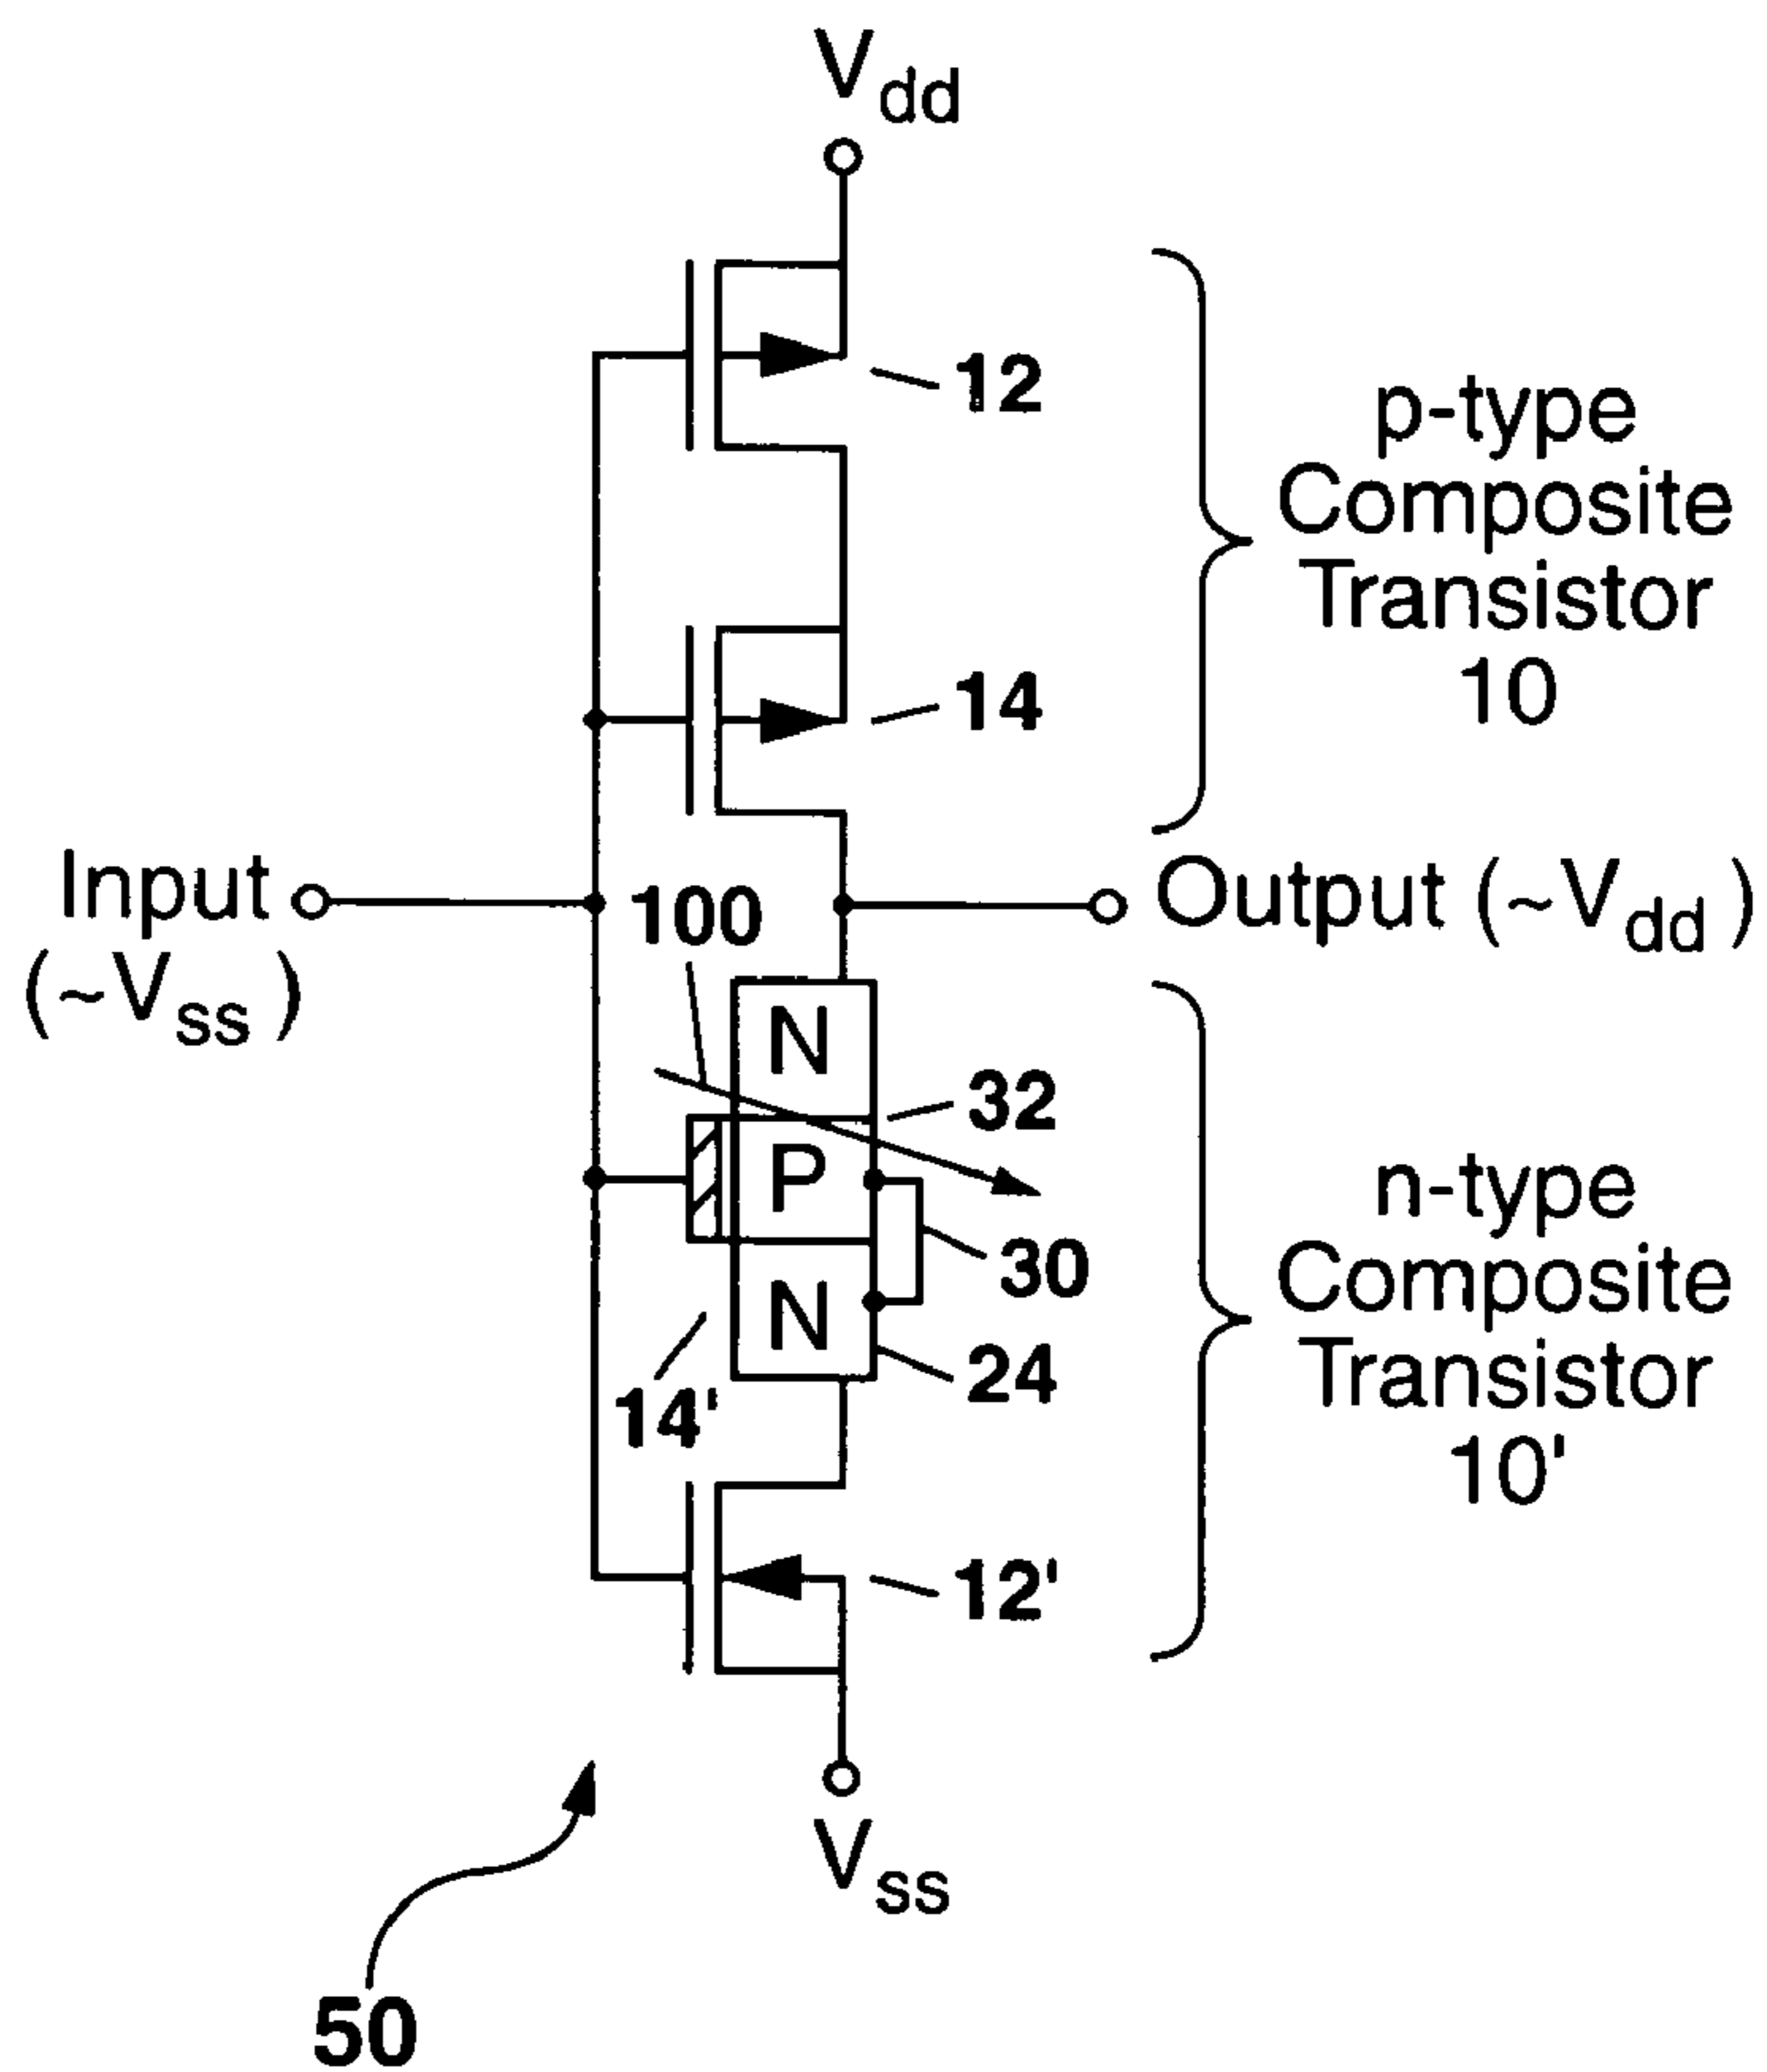 Vdd
12
p-type
Composite
Transistor
10
14
Input
(~Vss)
100
Output (~Vdd)
N
32
P
30
N
24
14'
n-type
Composite
Transistor
10'
12'
Vss
50